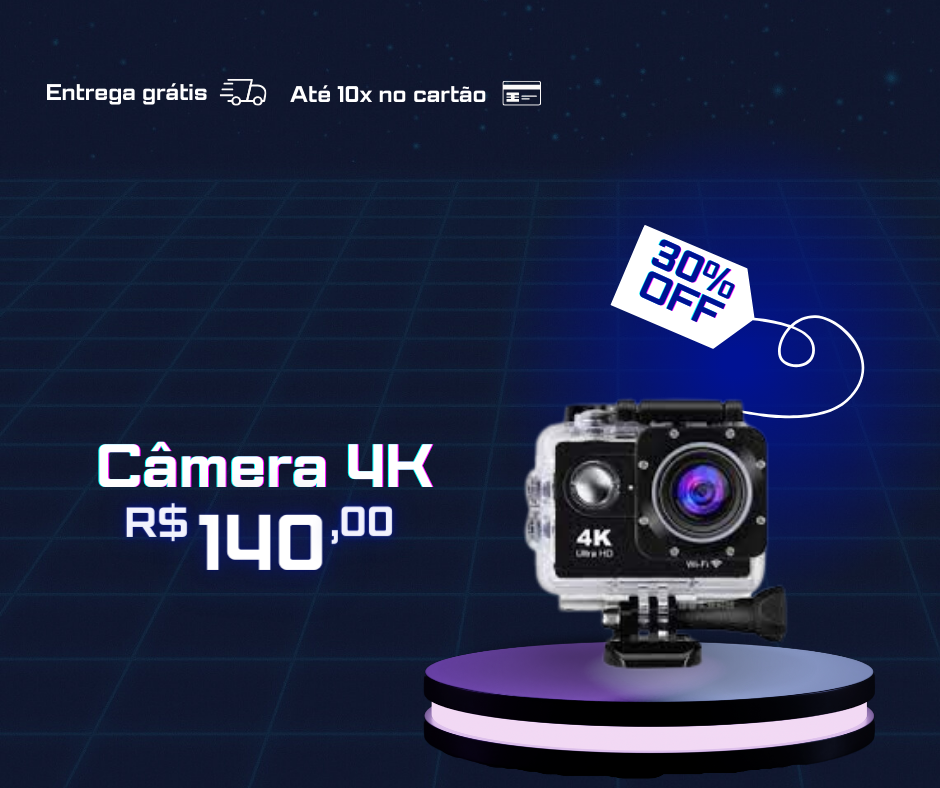 Entrega grátis
Até 10x no cartão
30%
OFF
Câmera 4K
R$ 140,00
4K
Ultra HD
Wi-Fi